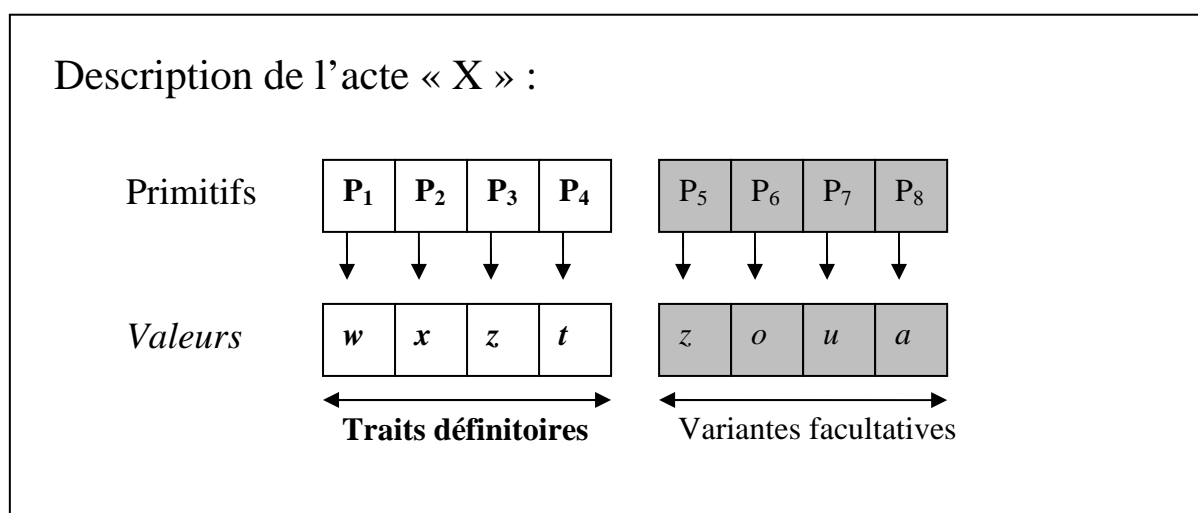 Description de l’acte « X » :
Primitifs P₁ P₂ P₃ P₄ P₅ P₆ P₇ P₈
Valeurs w x z t z o u a
Traits définitoires Variantes facultatives